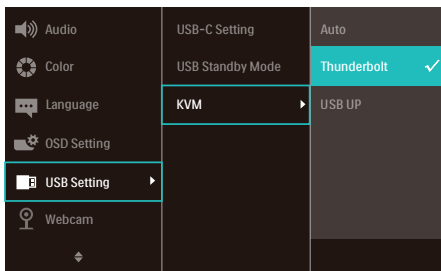 Audio
Color
Language
OSD Setting
USB Setting
Webcam
USB-C Setting
USB Standby Mode
KVM
Auto
Thunderbolt
USB UP